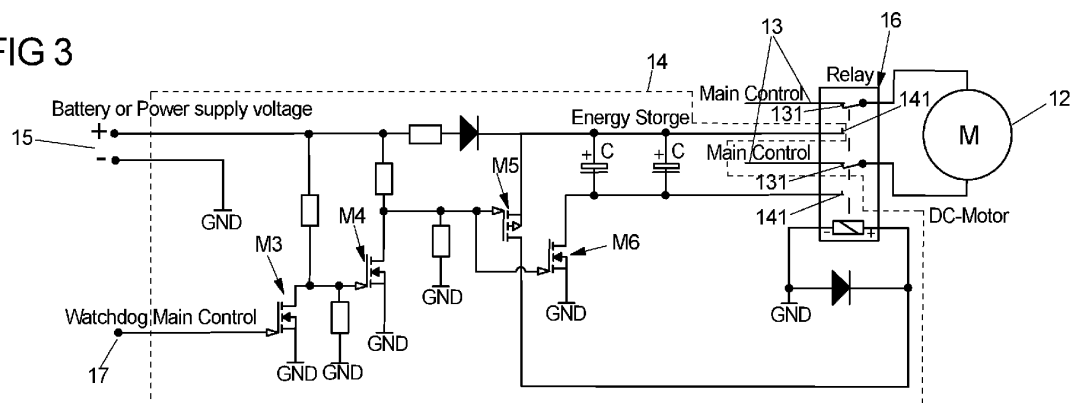 FIG 3
Battery or Power supply voltage
+
15
-
GND
14
Energy Storge
+ C
+ C
13
Relay
16
Main Control
131
141
Main Control
131
141
M
12
DC-Motor
- +
GND
M5
M4
M3
M6
GND
GND
GND
GND
GND
Watchdog Main Control
17